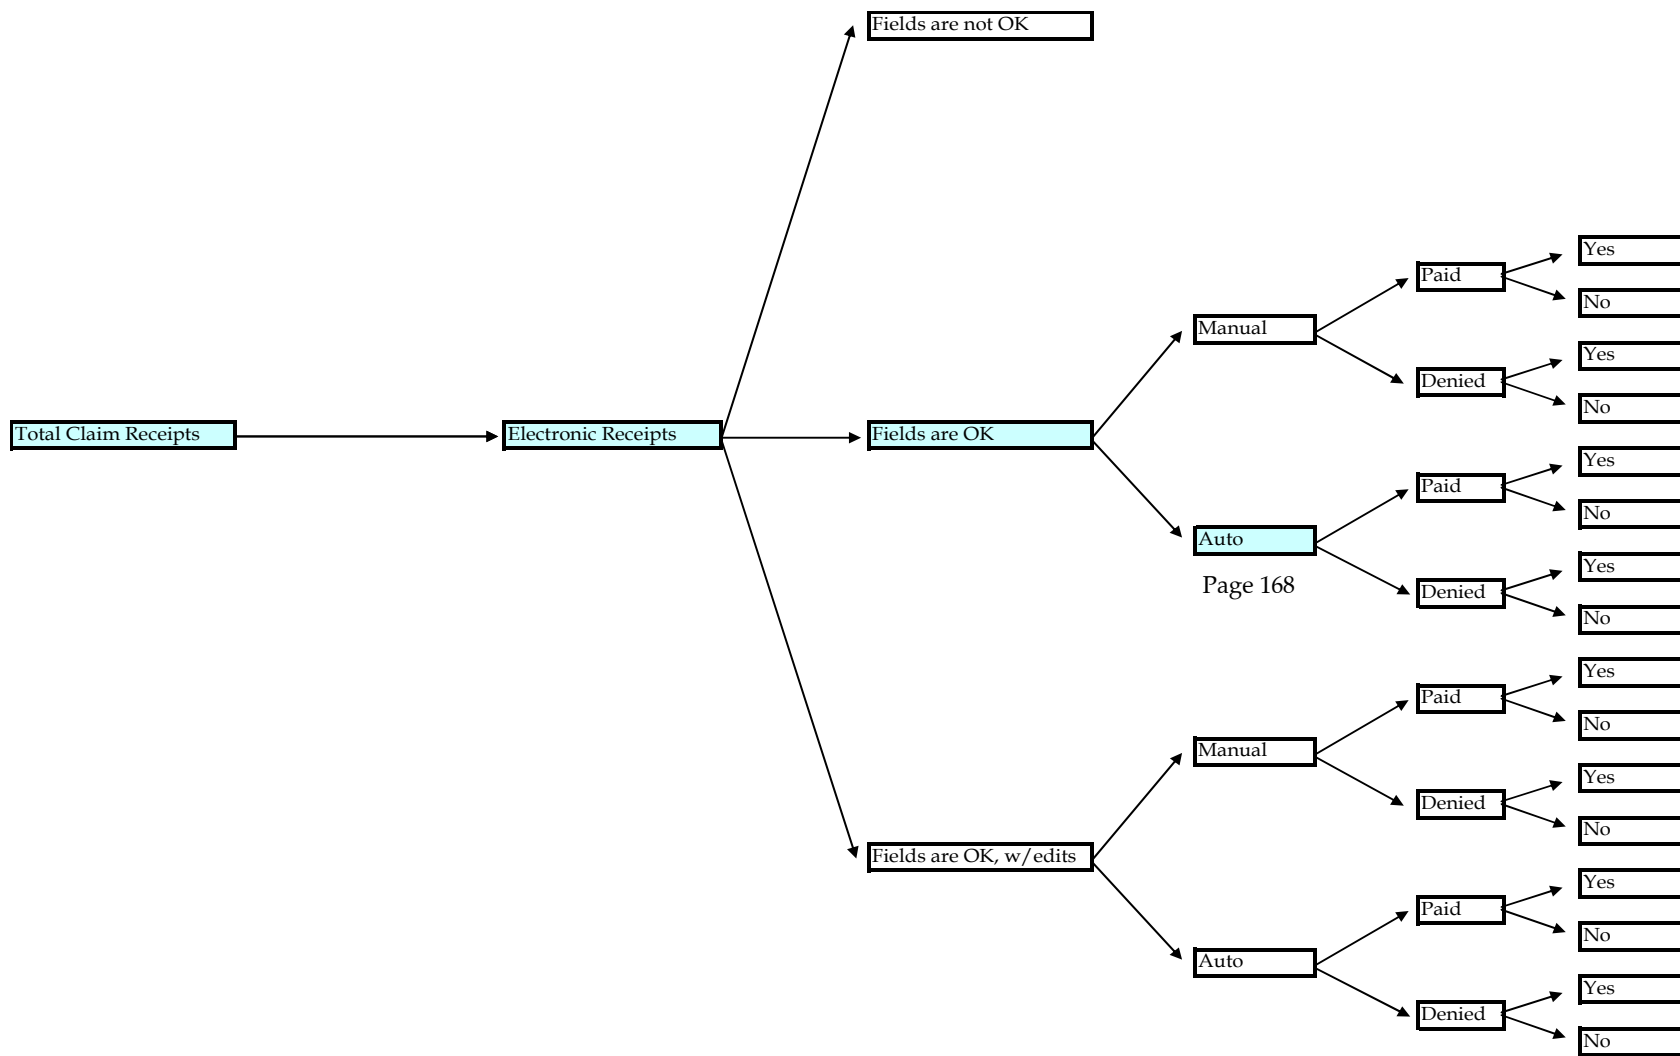 Fields are not OK
Yes
Paid
No
Manual
Yes
Denied
No
Total Claim Receipts
Electronic Receipts
Fields are OK
Yes
Paid
No
Auto
Page 168
Yes
Denied
No
Yes
Paid
No
Manual
Yes
Denied
No
Fields are OK, w/edits
Yes
Paid
No
Auto
Yes
Denied
No